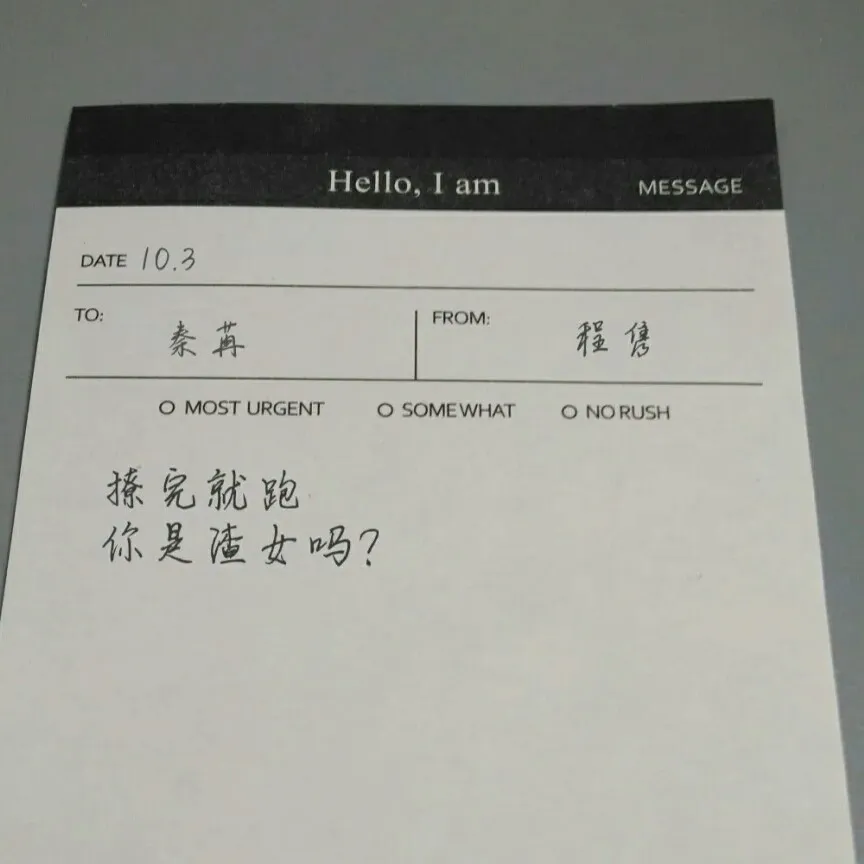 Hello, I am
MESSAGE
DATE 10.3
TO: 秦苒
FROM: 程隽
MOST URGENT
SOMEWHAT
NO RUSH
撩完就跑
你是渣女吗?